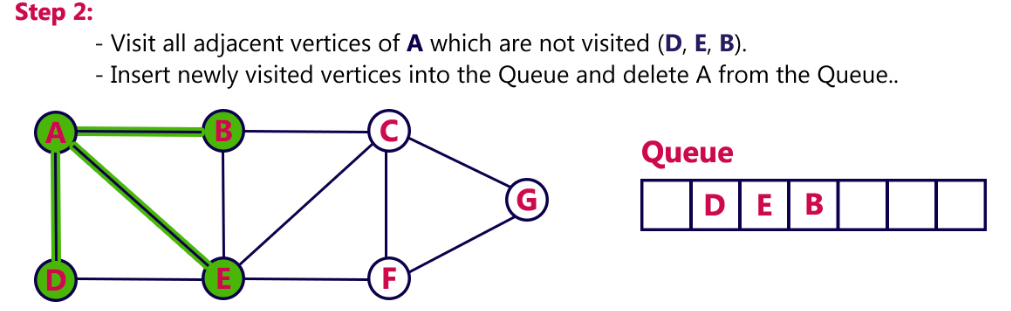 Step 2:
- Visit all adjacent vertices of A which are not visited (D, E, B).
- Insert newly visited vertices into the Queue and delete A from the Queue..
A B C
Queue
G
D E B
D E F